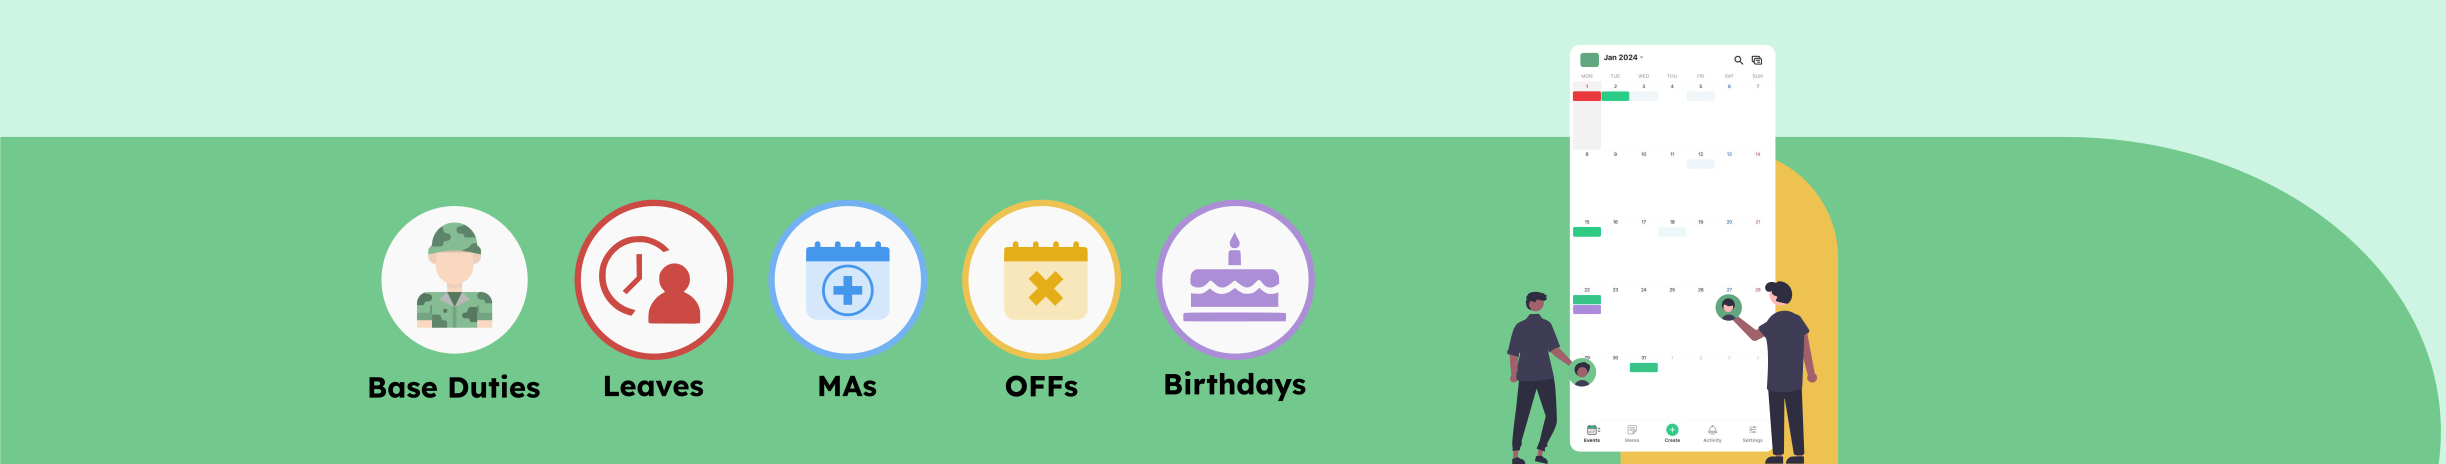 Jan 2024
MON TUE WED THU FRI SAT SUN
1 2 3 4 5 6 7
8 9 10 11 12 13 14
15 16 17 18 19 20 21
22 23 24 25 26 27 28
30 31 1 2 3 4
Events Memo Create Activity Settings
Base Duties
Leaves
MAs
OFFs
Birthdays